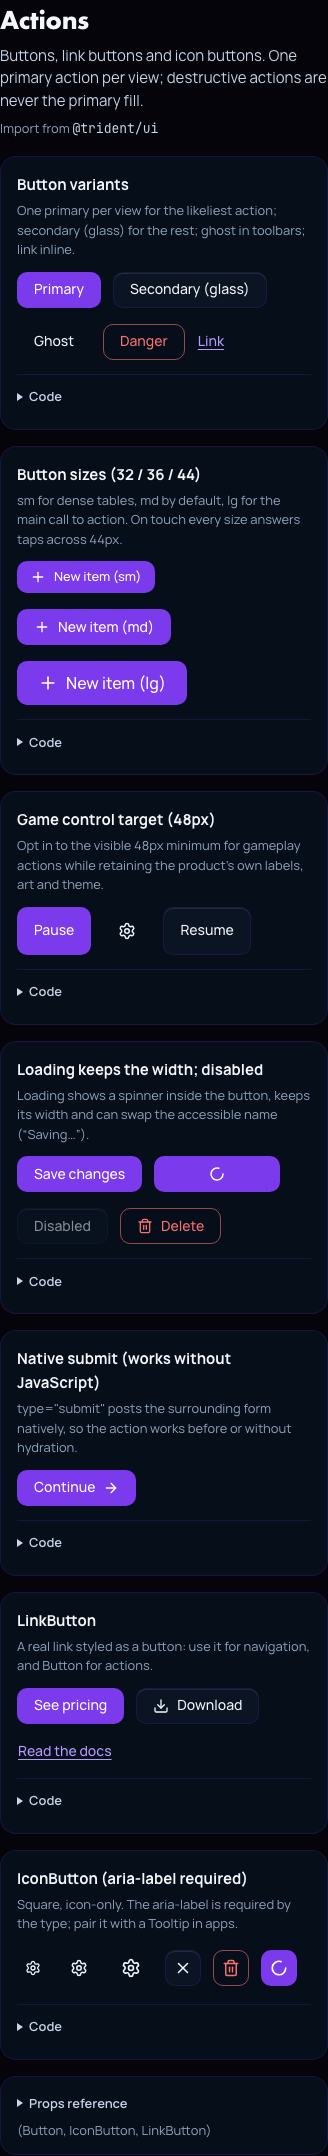 Actions
Buttons, link buttons and icon buttons. One
primary action per view; destructive actions are
never the primary fill.
Import from @trident/ui
Button variants
One primary per view for the likeliest action;
secondary (glass) for the rest; ghost in toolbars;
link inline.
Primary Secondary (glass)
Ghost Danger Link
Code
Button sizes (32 / 36 / 44)
sm for dense tables, md by default, lg for the
main call to action. On touch every size answers
taps across 44px.
New item (sm)
New item (md)
New item (lg)
Code
Game control target (48px)
Opt in to the visible 48px minimum for gameplay
actions while retaining the product's own labels,
art and theme.
Pause Resume
Code
Loading keeps the width; disabled
Loading shows a spinner inside the button, keeps
its width and can swap the accessible name
("Saving…").
Save changes
Disabled Delete
Code
Native submit (works without
JavaScript)
type="submit" posts the surrounding form
natively, so the action works before or without
hydration.
Continue
Code
LinkButton
A real link styled as a button: use it for navigation,
and Button for actions.
See pricing Download
Read the docs
Code
IconButton (aria-label required)
Square, icon-only. The aria-label is required by
the type; pair it with a Tooltip in apps.
Code
Props reference
(Button, IconButton, LinkButton)